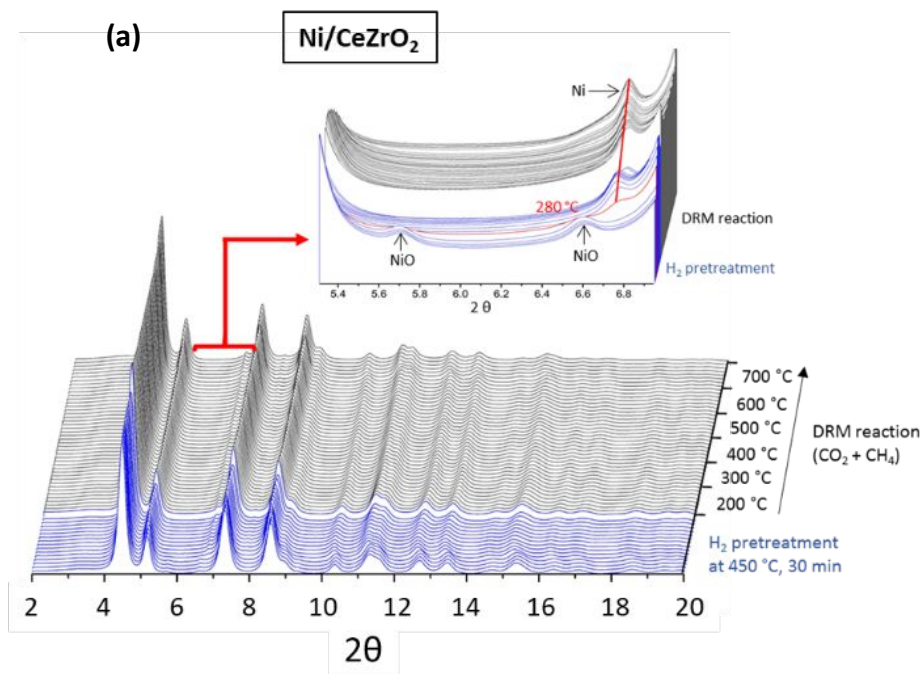 (a)
Ni/CeZrO₂
Ni
280 °C
NiO
NiO
DRM reaction
H₂ pretreatment
5.4 5.6 5.8 6.0 6.2 6.4 6.6 6.8
2 θ
700 °C
600 °C
500 °C
400 °C
300 °C
200 °C
DRM reaction
(CO₂ + CH₄)
H₂ pretreatment
at 450 °C, 30 min
2 4 6 8 10 12 14 16 18 20
2θ